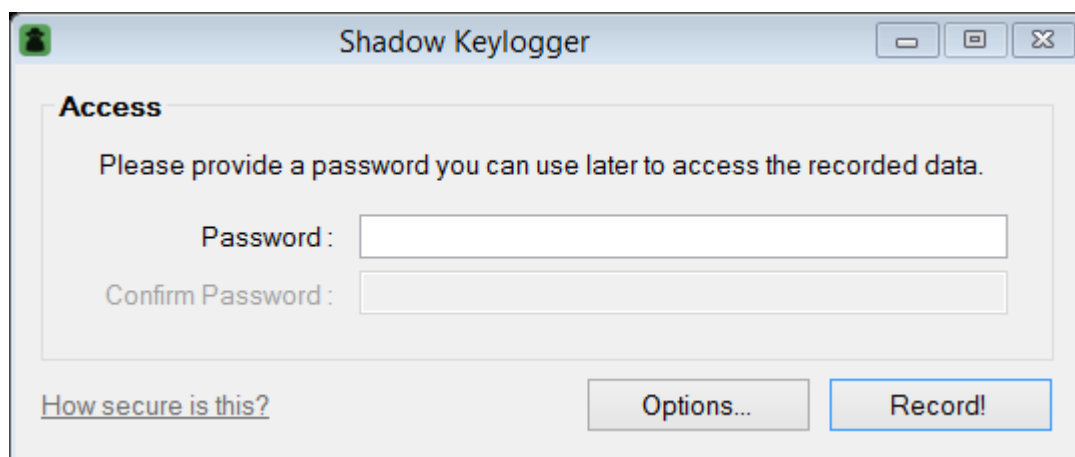 Shadow Keylogger
Access
Please provide a password you can use later to access the recorded data.
Password :
Confirm Password :
How secure is this?
Options...
Record!